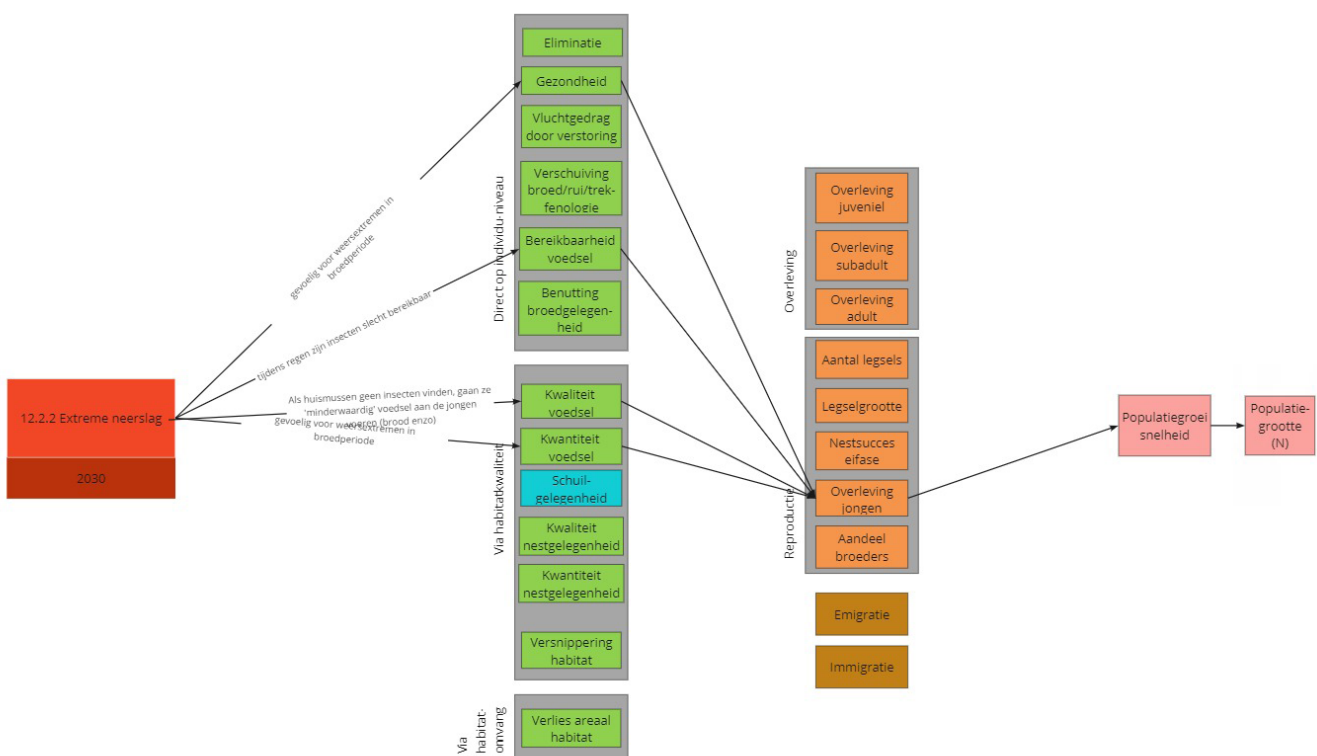 12.2.2 Extreme neerslag
2030
gevoelig voor weersextremen in
broedperiode
tijdens regen zijn insecten slecht bereikbaar
Als huismussen geen insecten vinden, gaan ze
‘minderwaardig’ voedsel aan de jongen
voeren (brood enzo)
gevoelig voor weersextremen in
broedperiode
Direct op individu-niveau
Eliminatie
Gezondheid
Vluchtgedrag
door verstoring
Verschuiving
broed/rui/trek-
fenologie
Bereikbaarheid
voedsel
Benutting
broedgelegen-
heid
Via habitatkwaliteit
Kwaliteit
voedsel
Kwantiteit
voedsel
Schuil-
gelegenheid
Kwaliteit
nestgelegenheid
Kwantiteit
nestgelegenheid
Versnippering
habitat
Via
habitat-
omvang
Verlies areaal
habitat
Overleving
Overleving
juveniel
Overleving
subadult
Overleving
adult
Reproductie
Aantal legsels
Legselgrootte
Nestsucces
eifase
Overleving
jongen
Aandeel
broeders
Emigratie
Immigratie
Populatiegroei
snelheid
Populatie-
grootte
(N)